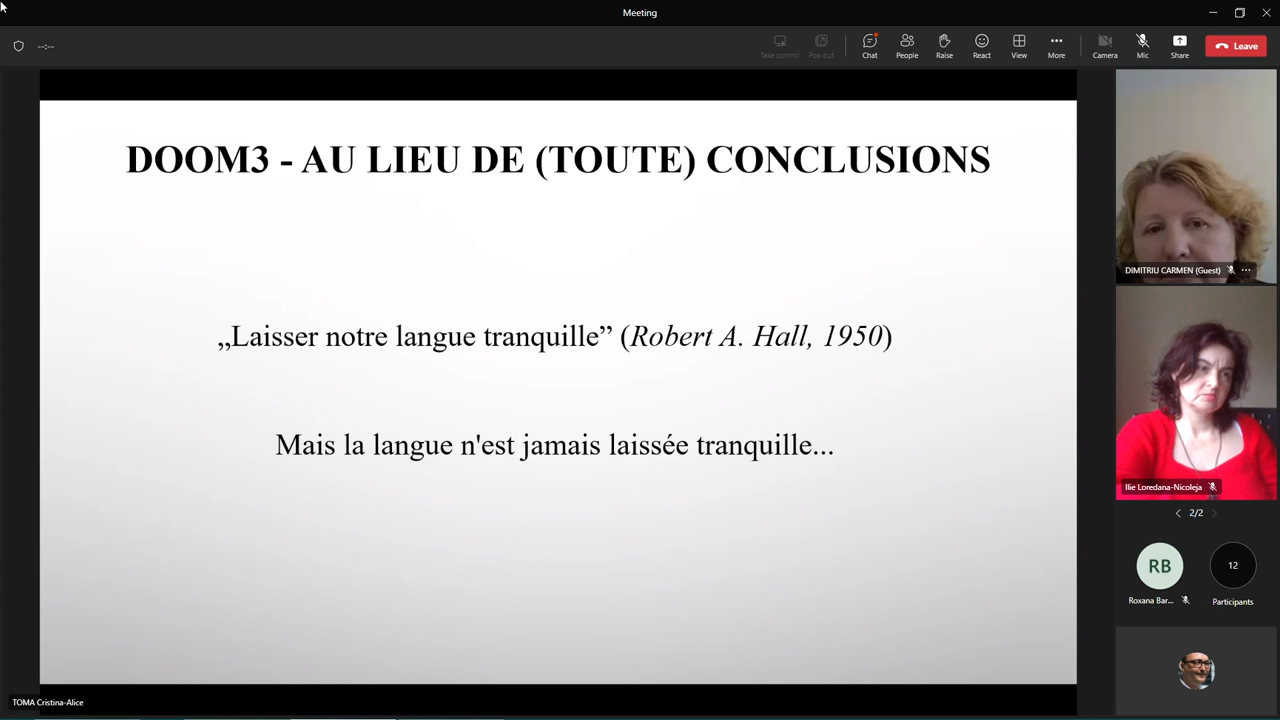 Meeting
--:--
Take control
Pop out
Chat
People
Raise
React
View
More
Camera
Mic
Share
Leave
DOOM3 - AU LIEU DE (TOUTE) CONCLUSIONS
„Laisser notre langue tranquille” (Robert A. Hall, 1950)
Mais la langue n'est jamais laissée tranquille...
DIMITRIU CARMEN (Guest)
Ilie Loredana-Nicoleja
2/2
RB
12
Roxana Bar...
Participants
TOMA Cristina-Alice